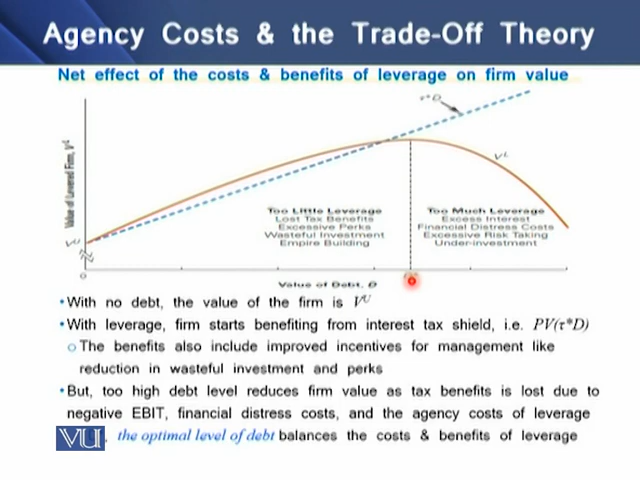 Agency Costs & the Trade-Off Theory
Net effect of the costs & benefits of leverage on firm value
τ*D
Value of Levered Firm, V^L
V^L
Too Little Leverage
Lost Tax Benefits
Excessive Perks
Wasteful Investment
Empire Building
Too Much Leverage
Excess Interest
Financial Distress Costs
Excessive Risk Taking
Under-investment
V^U
0
Value of Debt, D
•With no debt, the value of the firm is V^U
•With leverage, firm starts benefiting from interest tax shield, i.e. PV(τ*D)
o The benefits also include improved incentives for management like
reduction in wasteful investment and perks
•But, too high debt level reduces firm value as tax benefits is lost due to
negative EBIT, financial distress costs, and the agency costs of leverage
VU , the optimal level of debt balances the costs & benefits of leverage